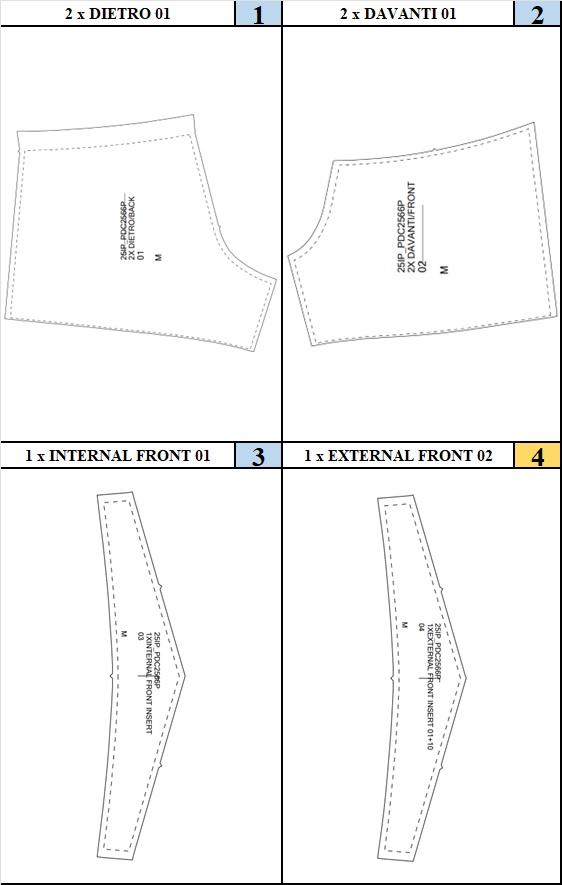 2 x DIETRO 01
1
2 x DAVANTI 01
2
25IP_PDC2566P
2X DIETRO/BACK
01
M
25IP_PDC2566P
2X DAVANTI/FRONT
02
M
1 x INTERNAL FRONT 01
3
1 x EXTERNAL FRONT 02
4
25IP_PDC2566P
1XINTERNAL FRONT INSERT
03
M
25IP_PDC2566P
1XEXTERNAL FRONT INSERT 01+10
04
M